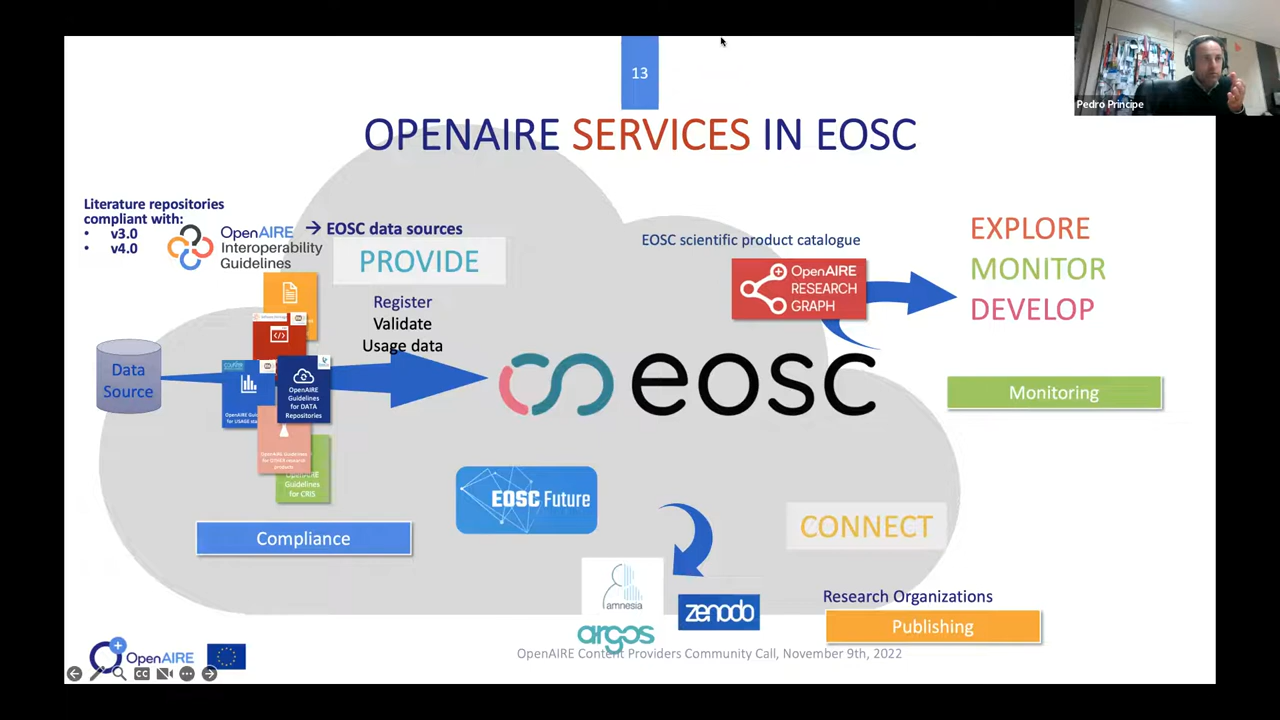 13
Pedro Principe
OPENAIRE SERVICES IN EOSC
Literature repositories
compliant with:
• v3.0
• v4.0
OpenAIRE
Interoperability
Guidelines
→ EOSC data sources
PROVIDE
Register
Validate
Usage data
EOSC scientific product catalogue
OpenAIRE
RESEARCH
GRAPH
EXPLORE
MONITOR
DEVELOP
Data
Source
OpenAIRE
Guidelines
for DATA
Repositories
OpenAIRE
Guidelines
for CRIS
eosc
Monitoring
EOSC Future
Compliance
CONNECT
amnesia
argos
zenodo
Research Organizations
Publishing
OpenAIRE
OpenAIRE Content Providers Community Call, November 9th, 2022
CC